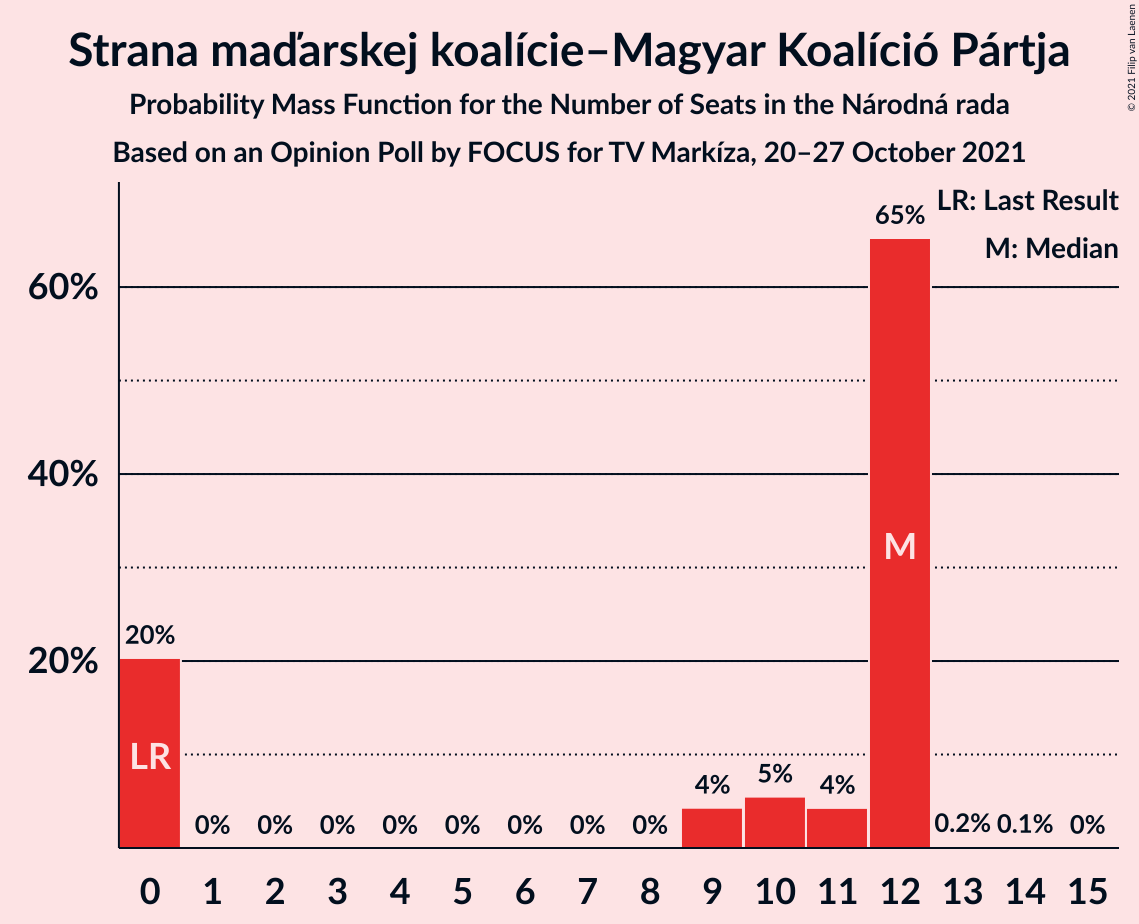 Strana maďarskej koalície–Magyar Koalíció Pártja
Probability Mass Function for the Number of Seats in the Národná rada
Based on an Opinion Poll by FOCUS for TV Markíza, 20–27 October 2021
© 2021 Filip van Laenen
LR: Last Result
M: Median
60%
40%
20%
20% 0% 0% 0% 0% 0% 0% 0% 0% 4% 5% 4% 65% 0.2% 0.1% 0%
LR M
0 1 2 3 4 5 6 7 8 9 10 11 12 13 14 15